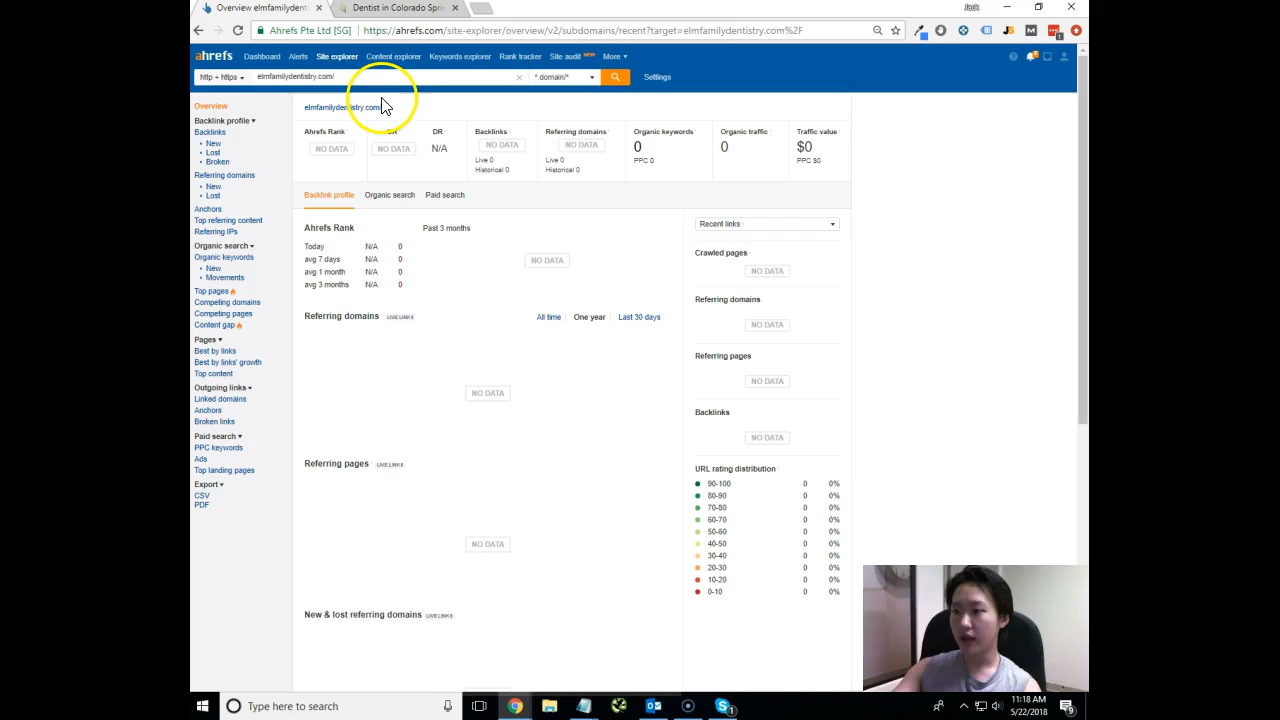 Overview elmfamilydenti
Dentist in Colorado Spri
Jack
Ahrefs Pte Ltd [SG]
https://ahrefs.com/site-explorer/overview/v2/subdomains/recent?target=elmfamilydentistry.com%2F
ahrefs
Dashboard Alerts Site explorer Content explorer Keywords explorer Rank tracker Site audit NEW More
http + https elmfamilydentistry.com/ *.domain/* Settings
Overview
Backlink profile
Backlinks
New
Lost
Broken
Referring domains
New
Lost
Anchors
Top referring content
Referring IPs
Organic search
Organic keywords
New
Movements
Top pages
Competing domains
Competing pages
Content gap
Pages
Best by links
Best by links' growth
Top content
Outgoing links
Linked domains
Anchors
Broken links
Paid search
PPC keywords
Ads
Top landing pages
Export
CSV
PDF
elmfamilydentistry.com/
Ahrefs Rank
NO DATA
NO DATA
DR
N/A
Backlinks
NO DATA
Live 0
Historical 0
Referring domains
NO DATA
Live 0
Historical 0
Organic keywords
0
PPC 0
Organic traffic
0
Traffic value
$0
PPC $0
Backlink profile Organic search Paid search
Ahrefs Rank Past 3 months
Today N/A 0
avg 7 days N/A 0
avg 1 month N/A 0
avg 3 months N/A 0
NO DATA
Referring domains LIVE LINKS All time One year Last 30 days
NO DATA
Referring pages LIVE LINKS
NO DATA
New & lost referring domains LIVE LINKS
Recent links
Crawled pages
NO DATA
Referring domains
NO DATA
Referring pages
NO DATA
Backlinks
NO DATA
URL rating distribution
90-100 0 0%
80-90 0 0%
70-80 0 0%
60-70 0 0%
50-60 0 0%
40-50 0 0%
30-40 0 0%
20-30 0 0%
10-20 0 0%
0-10 0 0%
Type here to search
11:18 AM
5/22/2018